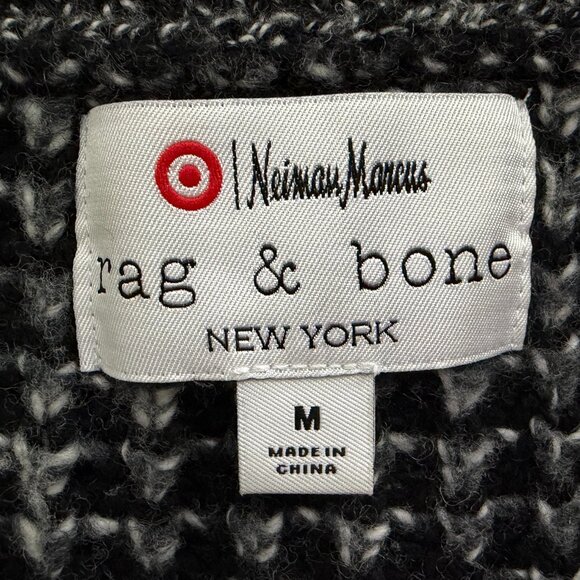 | Neiman Marcus
rag & bone
NEW YORK
M
MADE IN
CHINA